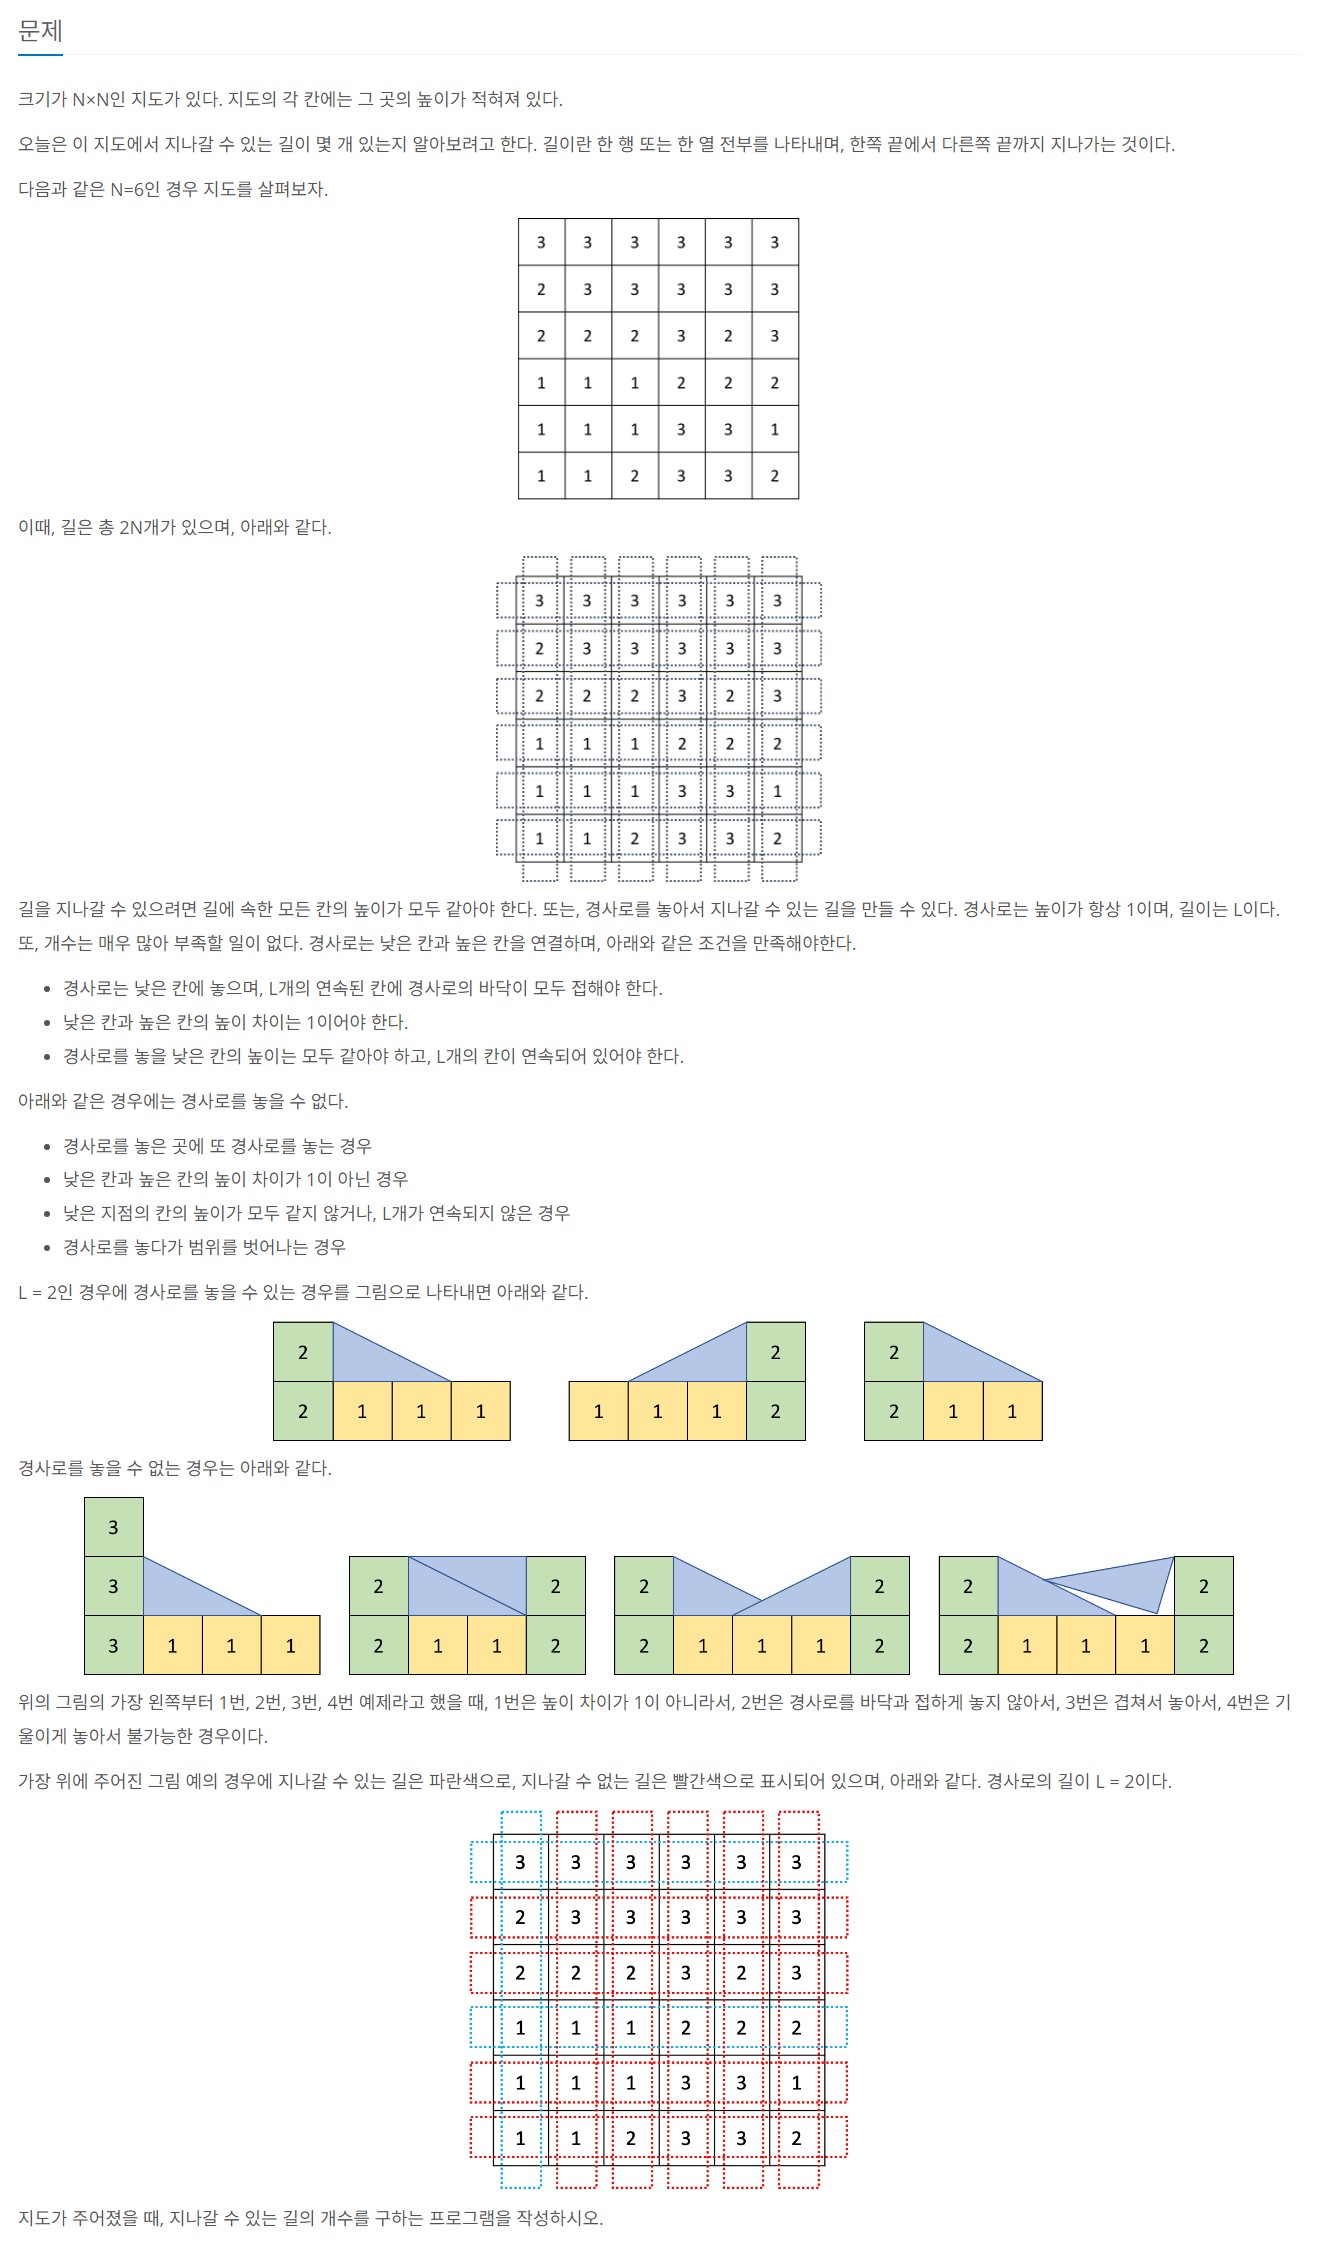 문제
크기가 N×N인 지도가 있다. 지도의 각 칸에는 그 곳의 높이가 적혀져 있다.
오늘은 이 지도에서 지나갈 수 있는 길이 몇 개 있는지 알아보려고 한다. 길이란 한 행 또는 한 열 전부를 나타내며, 한쪽 끝에서 다른쪽 끝까지 지나가는 것이다.
다음과 같은 N=6인 경우 지도를 살펴보자.
3 3 3 3 3 3
2 3 3 3 3 3
2 2 2 3 2 3
1 1 1 2 2 2
1 1 1 3 3 1
1 1 2 3 3 2
이때, 길은 총 2N개가 있으며, 아래와 같다.
3 3 3 3 3 3
2 3 3 3 3 3
2 2 2 3 2 3
1 1 1 2 2 2
1 1 1 3 3 1
1 1 2 3 3 2
길을 지나갈 수 있으려면 길에 속한 모든 칸의 높이가 모두 같아야 한다. 또는, 경사로를 놓아서 지나갈 수 있는 길을 만들 수 있다. 경사로는 높이가 항상 1이며, 길이는 L이다.
또, 개수는 매우 많아 부족할 일이 없다. 경사로는 낮은 칸과 높은 칸을 연결하며, 아래와 같은 조건을 만족해야한다.
• 경사로는 낮은 칸에 놓으며, L개의 연속된 칸에 경사로의 바닥이 모두 접해야 한다.
• 낮은 칸과 높은 칸의 높이 차이는 1이어야 한다.
• 경사로를 놓을 낮은 칸의 높이는 모두 같아야 하고, L개의 칸이 연속되어 있어야 한다.
아래와 같은 경우에는 경사로를 놓을 수 없다.
• 경사로를 놓은 곳에 또 경사로를 놓는 경우
• 낮은 칸과 높은 칸의 높이 차이가 1이 아닌 경우
• 낮은 지점의 칸의 높이가 모두 같지 않거나, L개가 연속되지 않은 경우
• 경사로를 놓다가 범위를 벗어나는 경우
L = 2인 경우에 경사로를 놓을 수 있는 경우를 그림으로 나타내면 아래와 같다.
2 2 2
2 1 1 1 1 1 1 2 2 1 1
경사로를 놓을 수 없는 경우는 아래와 같다.
3
3 2 2 2 2 2 2
3 1 1 1 2 1 1 2 2 1 1 1 2 2 1 1 1 2
위의 그림의 가장 왼쪽부터 1번, 2번, 3번, 4번 예제라고 했을 때, 1번은 높이 차이가 1이 아니라서, 2번은 경사로를 바닥과 접하게 놓지 않아서, 3번은 겹쳐서 놓아서, 4번은 기
울이게 놓아서 불가능한 경우이다.
가장 위에 주어진 그림 예의 경우에 지나갈 수 있는 길은 파란색으로, 지나갈 수 없는 길은 빨간색으로 표시되어 있으며, 아래와 같다. 경사로의 길이 L = 2이다.
3 3 3 3 3 3
2 3 3 3 3 3
2 2 2 3 2 3
1 1 1 2 2 2
1 1 1 3 3 1
1 1 2 3 3 2
지도가 주어졌을 때, 지나갈 수 있는 길의 개수를 구하는 프로그램을 작성하시오.